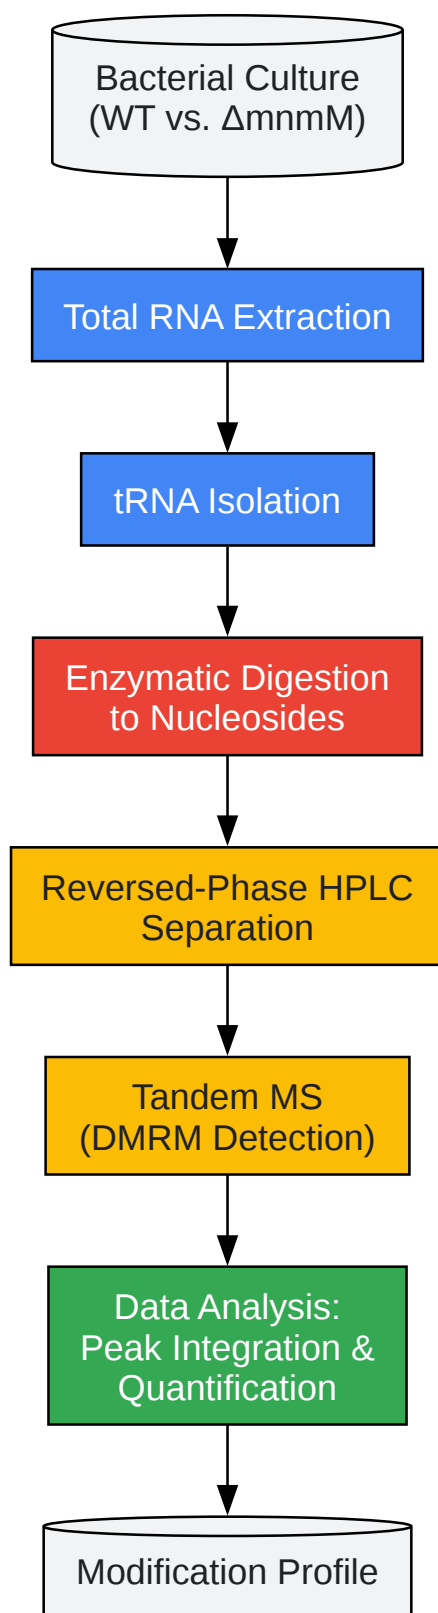 Bacterial Culture
(WT vs. ΔmnmM)
Total RNA Extraction
tRNA Isolation
Enzymatic Digestion
to Nucleosides
Reversed-Phase HPLC
Separation
Tandem MS
(DMRM Detection)
Data Analysis:
Peak Integration &
Quantification
Modification Profile